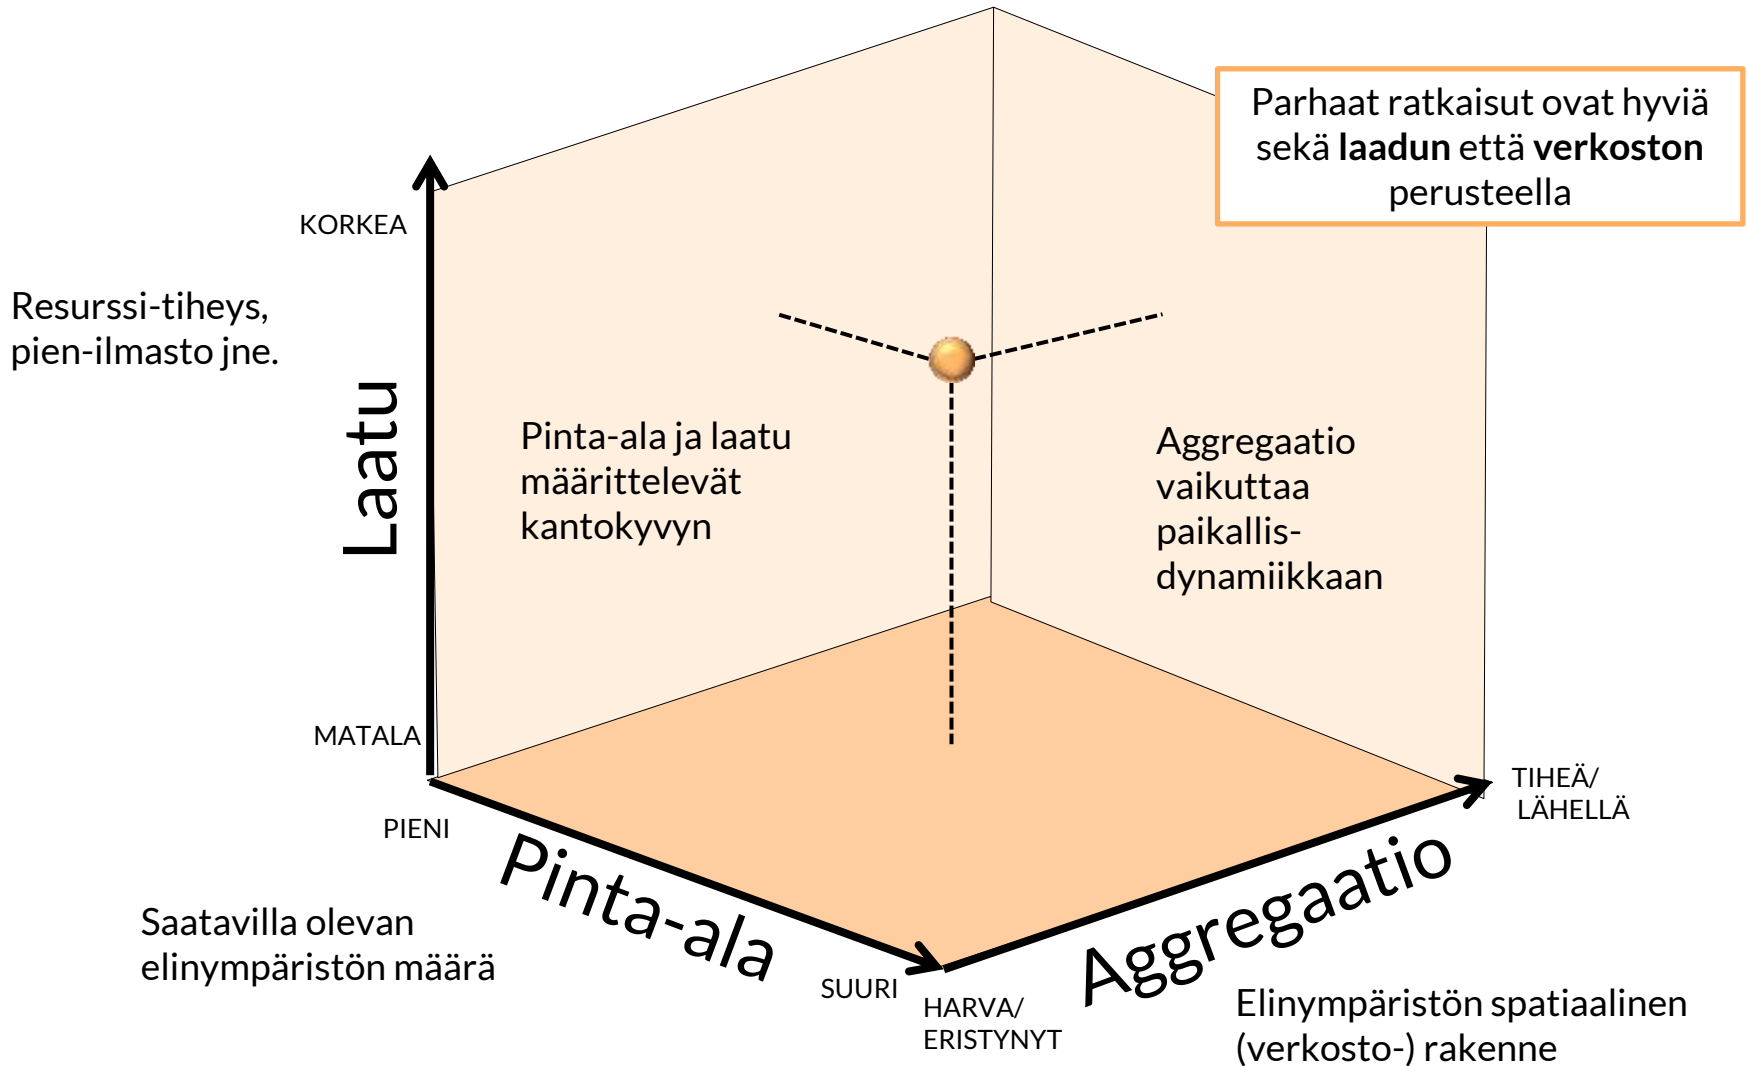 Parhaat ratkaisut ovat hyviä
sekä laadun että verkoston
perusteella
KORKEA
Resurssi-tiheys,
pien-ilmasto jne.
Laatu
Pinta-ala ja laatu
määrittelevät
kantokyvyn
Aggregaatio
vaikuttaa
paikallis-
dynamiikkaan
MATALA
TIHEÄ/
LÄHELLÄ
PIENI
Pinta-ala
Aggregaatio
Saatavilla olevan
elinympäristön määrä
SUURI
HARVA/
ERISTYNYT
Elinympäristön spatiaalinen
(verkosto-) rakenne